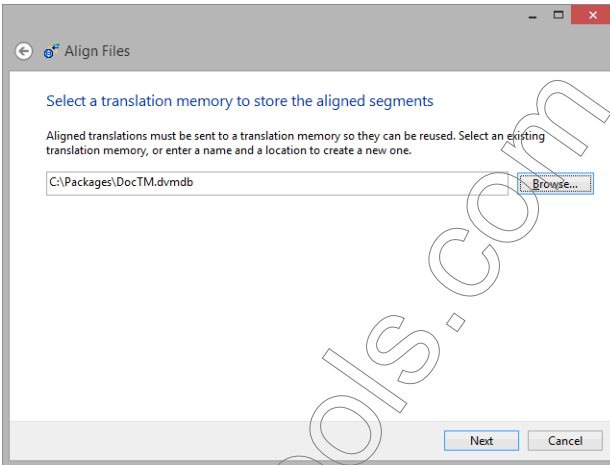 Align Files
Select a translation memory to store the aligned segments
Aligned translations must be sent to a translation memory so they can be reused. Select an existing
translation memory, or enter a name and a location to create a new one.
C:\Packages\DocTM.dvmdb
Browse...
ools.com
Next
Cancel